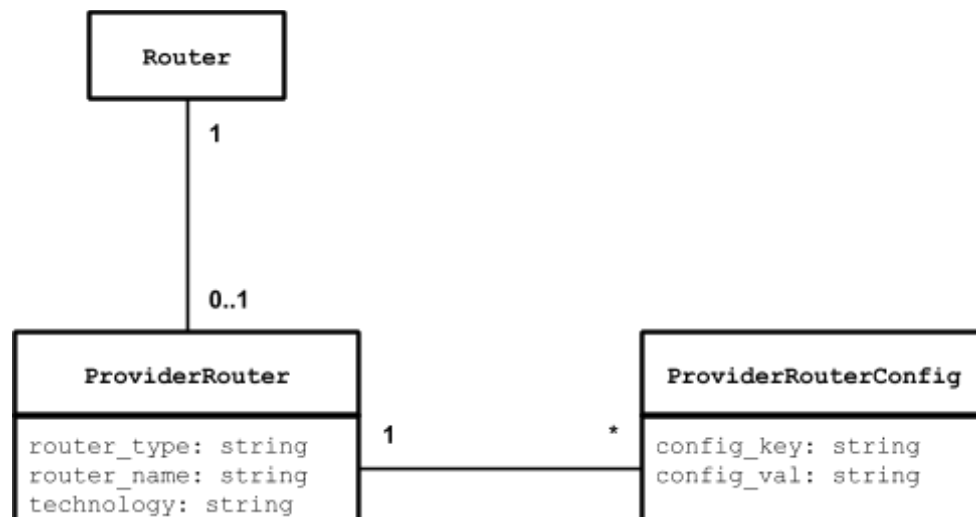 Router
1
0..1
ProviderRouter
router_type: string
router_name: string
technology: string
1
*
ProviderRouterConfig
config_key: string
config_val: string